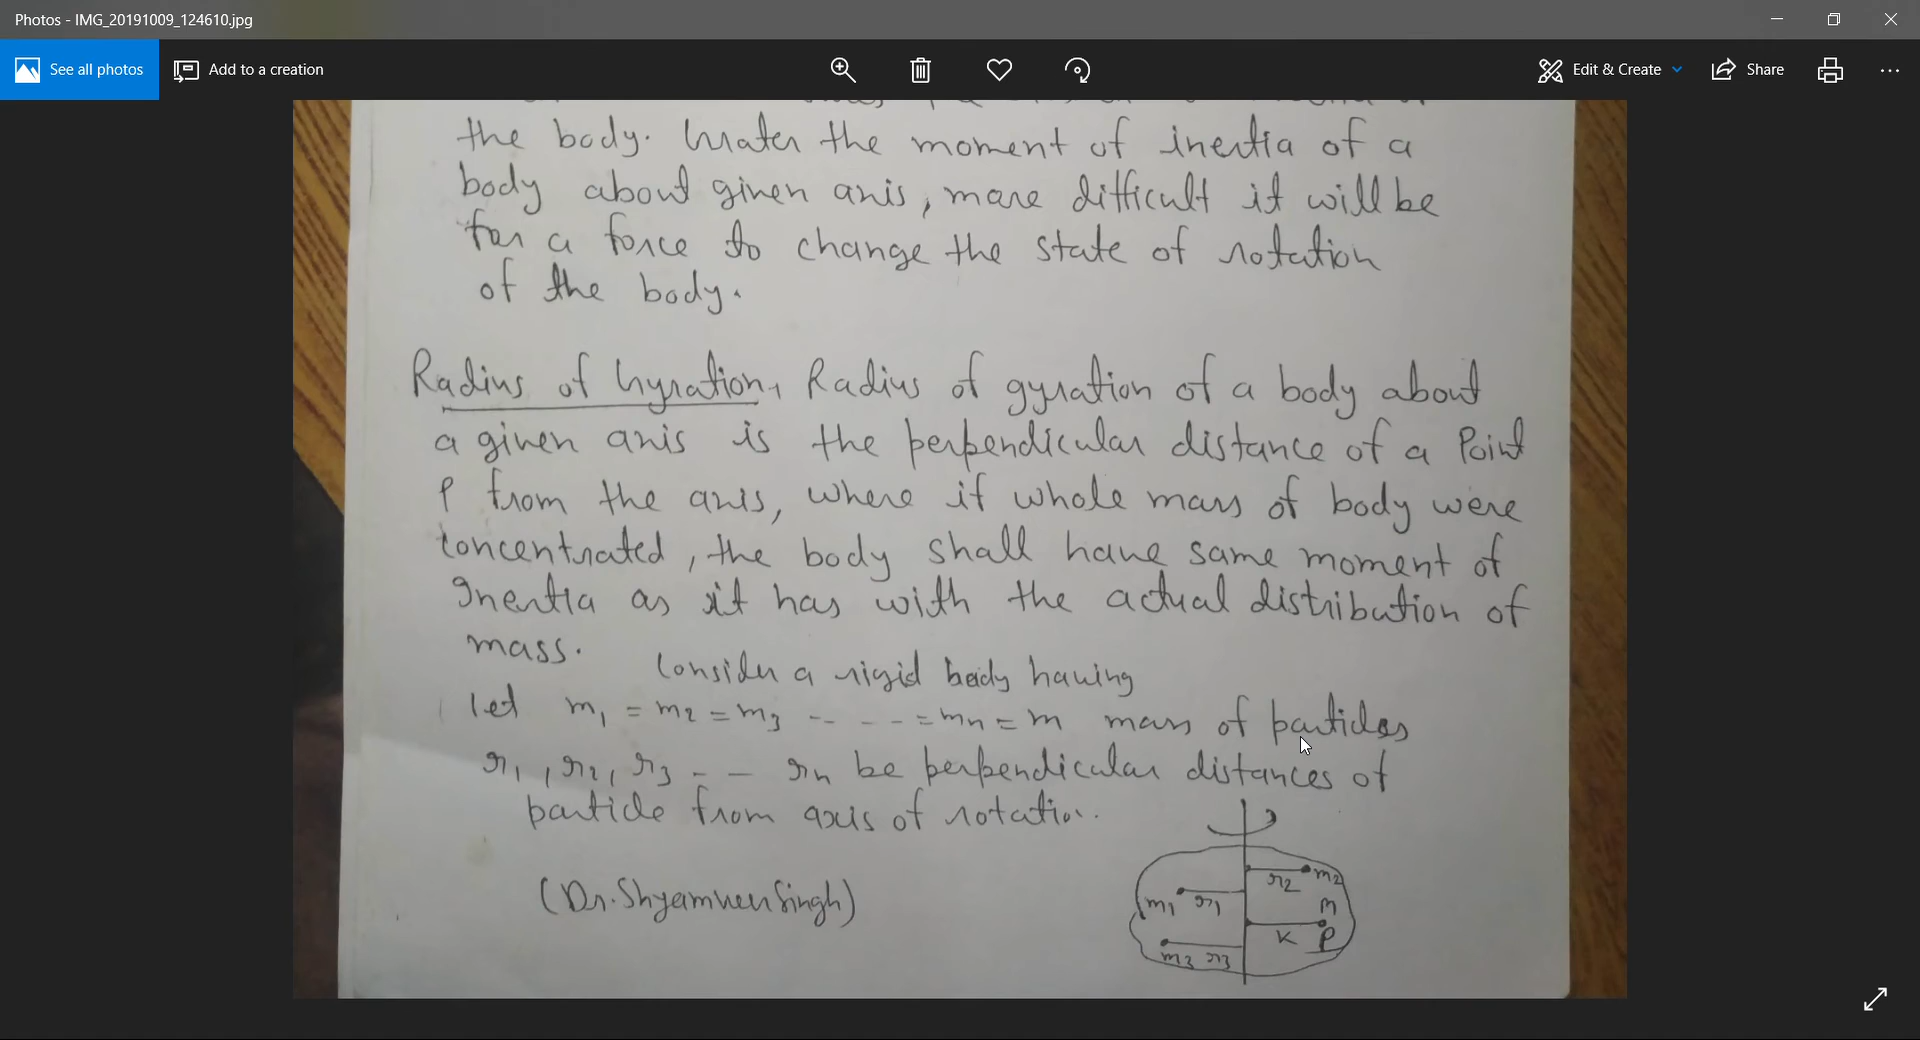 Photos - IMG_20191009_124610.jpg
See all photos
Add to a creation
Edit & Create
Share
the body. Greater the moment of inertia of a
body about given axis, more difficult it will be
for a force to change the state of rotation
of the body.
Radius of Gyration, Radius of gyration of a body about
a given axis is the perpendicular distance of a Point
P from the axis, where if whole mass of body were
concentrated, the body shall have same moment of
Inertia as it has with the actual distribution of
mass.
Consider a rigid body having
let m1 = m2 = m3 -- -- - = mn = m mass of particles
r1, r2, r3 - - rn be perpendicular distances of
particle from axis of rotation.
(Dr. Shyamveer Singh)
r2 m2
m1 r1
M
K P
m3 r3